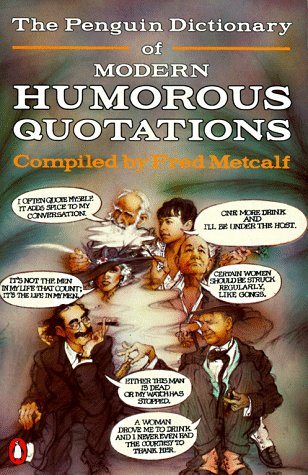 The Penguin Dictionary
of
MODERN
HUMOROUS
QUOTATIONS
Compiled by Fred Metcalf
I OFTEN QUOTE MYSELF.
IT ADDS SPICE TO MY
CONVERSATION.
ONE MORE DRINK AND
I'LL BE UNDER THE HOST.
IT'S NOT THE MEN
IN MY LIFE THAT COUNT;
IT'S THE LIFE IN MY MEN.
CERTAIN WOMEN
SHOULD BE STRUCK
REGULARLY,
LIKE GONGS.
EITHER THIS MAN
IS DEAD
OR MY WATCH HAS
STOPPED.
A WOMAN
DROVE ME TO DRINK
AND I NEVER EVEN HAD
THE COURTESY TO
THANK HER.